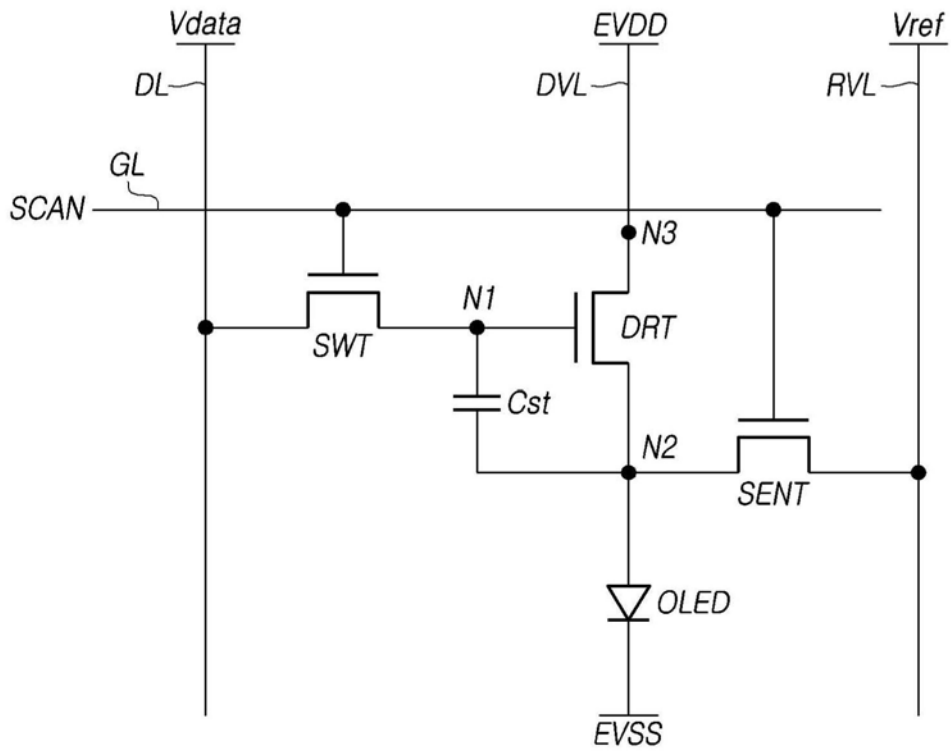 Vdata
EVDD
Vref
DL
DVL
RVL
GL
SCAN
N3
N1
DRT
SWT
Cst
N2
SENT
OLED
EVSS